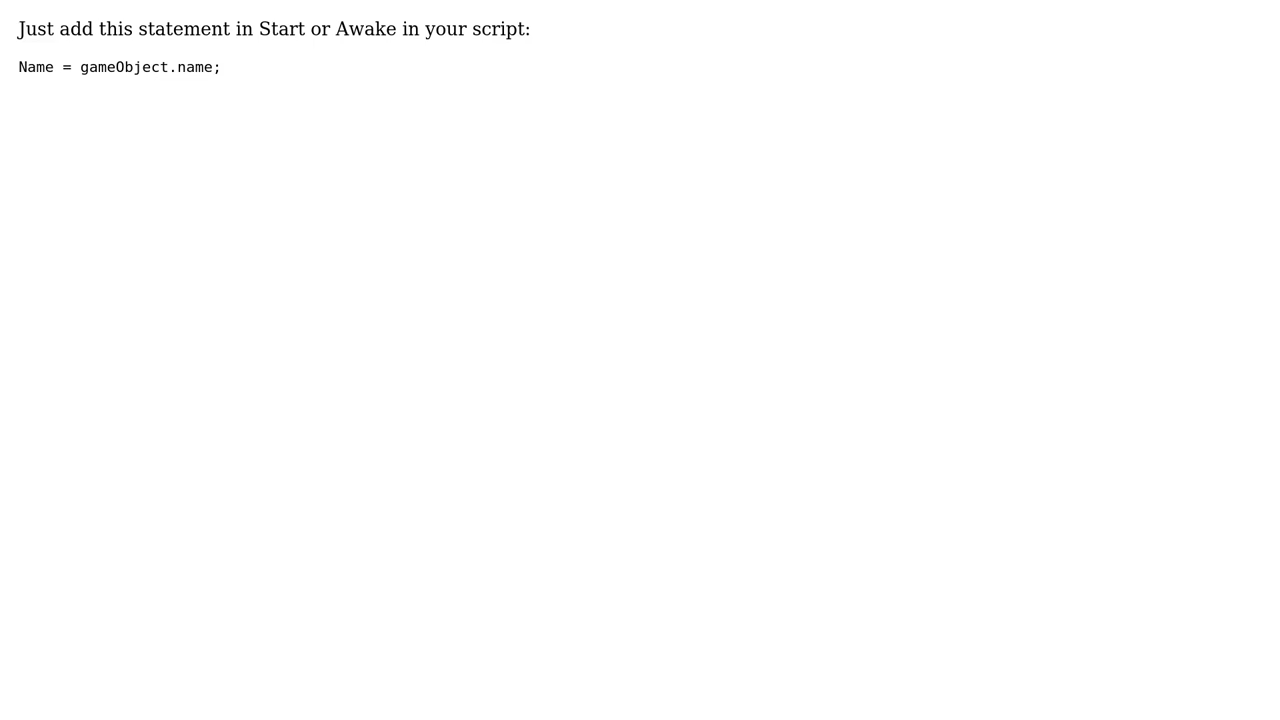 Just add this statement in Start or Awake in your script:
Name = gameObject.name;